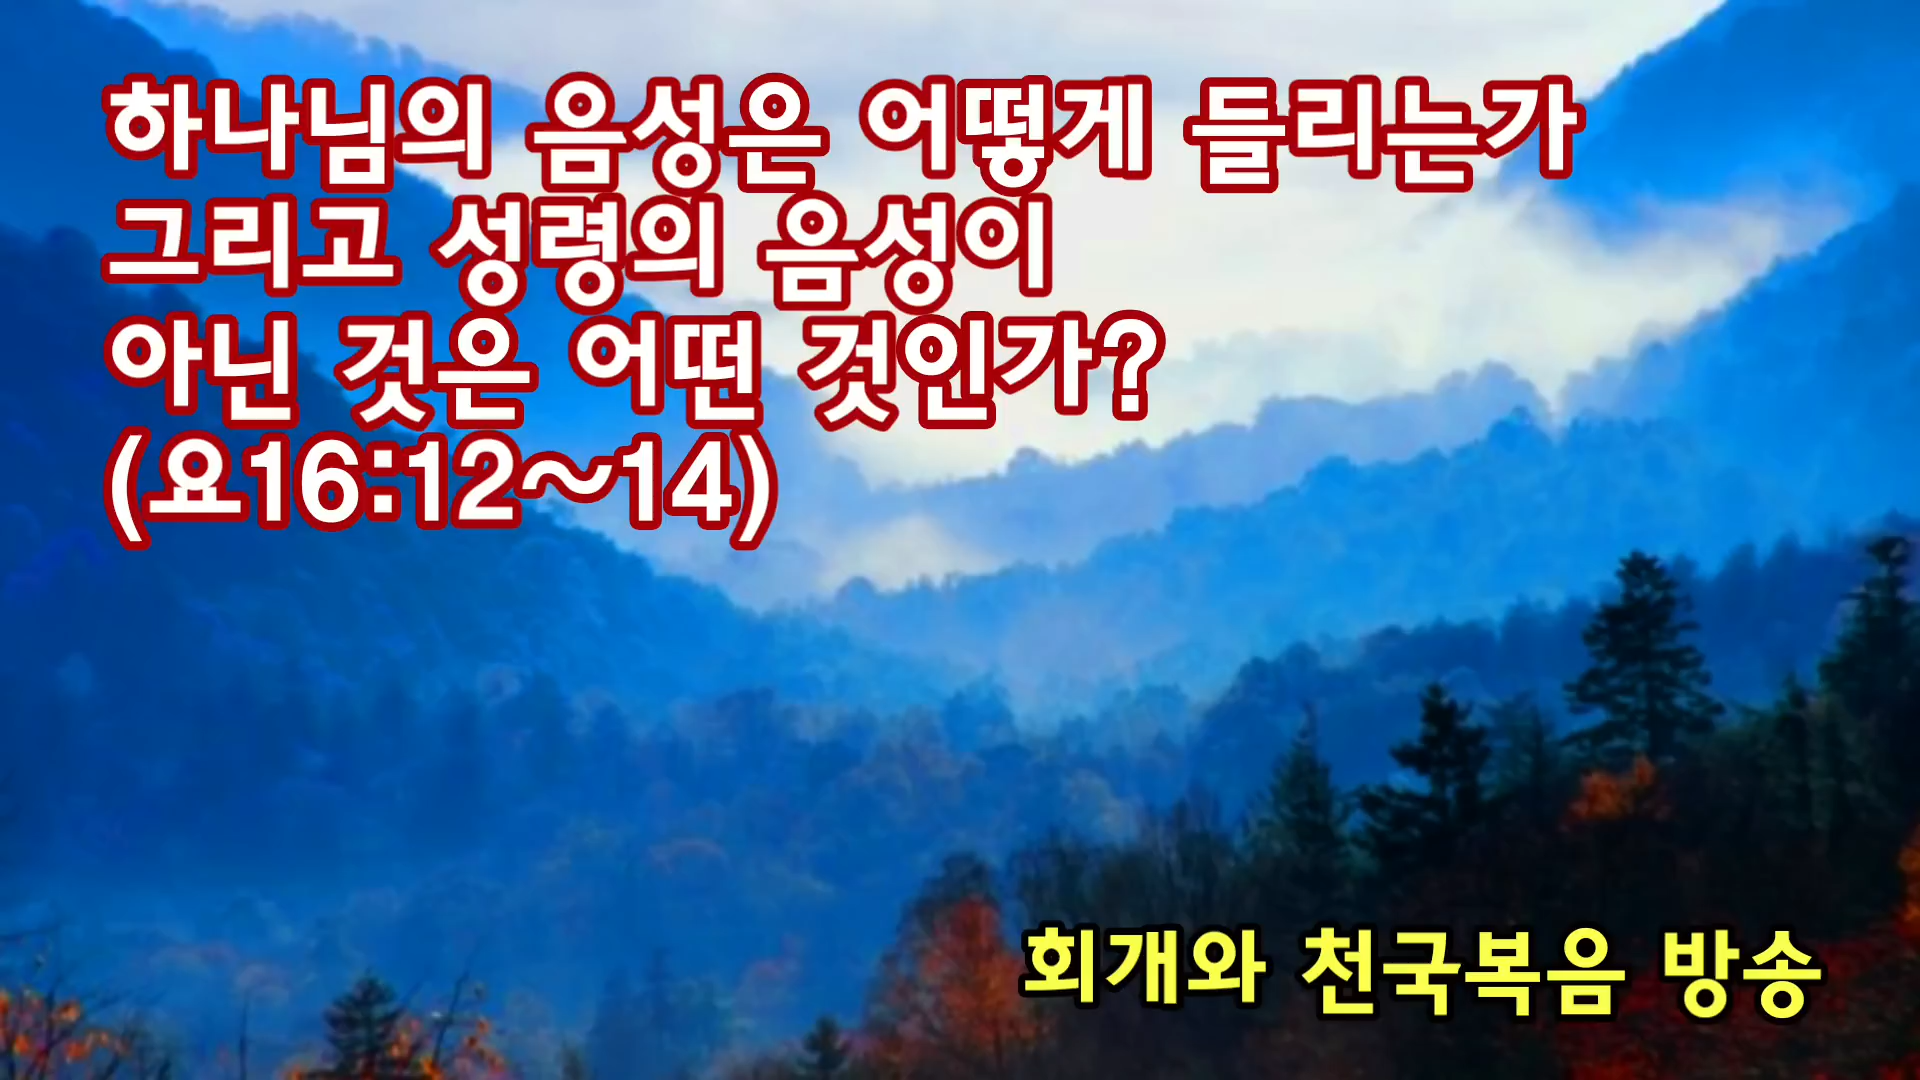 하나님의 음성은 어떻게 들리는가
그리고 성령의 음성이
아닌 것은 어떤 것인가?
(요16:12~14)
회개와 천국복음 방송